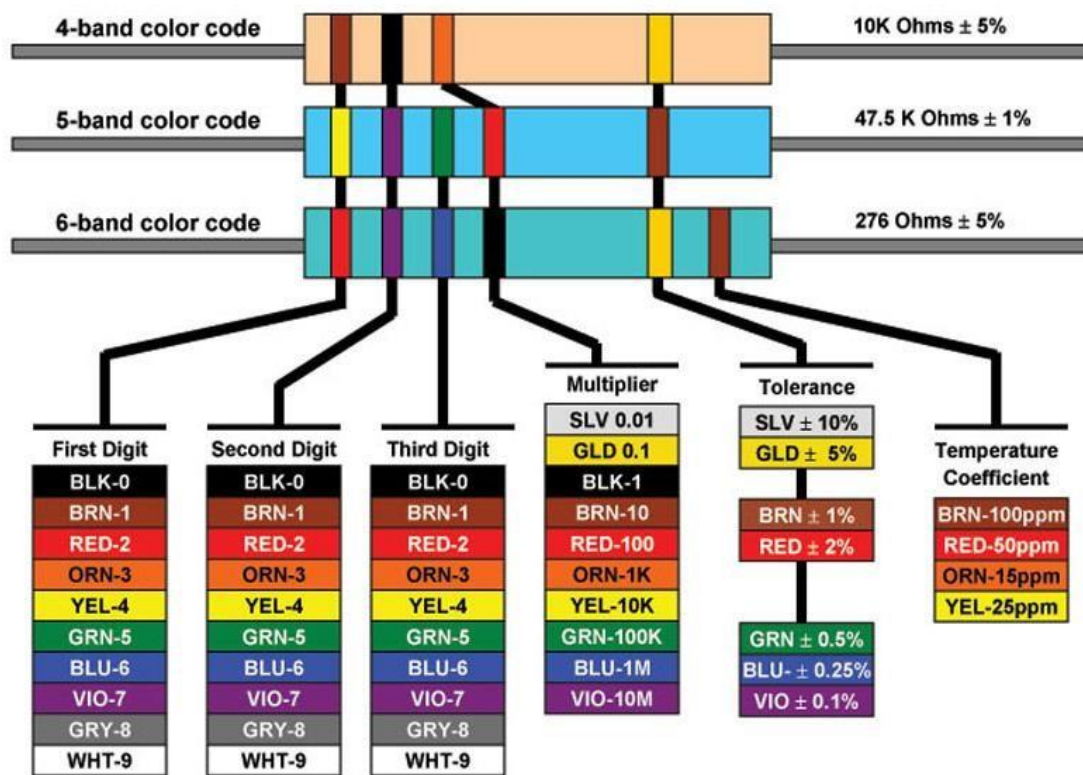 4-band color code
10K Ohms ± 5%
5-band color code
47.5 K Ohms ± 1%
6-band color code
276 Ohms ± 5%
First Digit
BLK-0
BRN-1
RED-2
ORN-3
YEL-4
GRN-5
BLU-6
VIO-7
GRY-8
WHT-9
Second Digit
BLK-0
BRN-1
RED-2
ORN-3
YEL-4
GRN-5
BLU-6
VIO-7
GRY-8
WHT-9
Third Digit
BLK-0
BRN-1
RED-2
ORN-3
YEL-4
GRN-5
BLU-6
VIO-7
GRY-8
WHT-9
Multiplier
SLV 0.01
GLD 0.1
BLK-1
BRN-10
RED-100
ORN-1K
YEL-10K
GRN-100K
BLU-1M
VIO-10M
Tolerance
SLV ± 10%
GLD ± 5%
BRN ± 1%
RED ± 2%
GRN ± 0.5%
BLU- ± 0.25%
VIO ± 0.1%
Temperature
Coefficient
BRN-100ppm
RED-50ppm
ORN-15ppm
YEL-25ppm